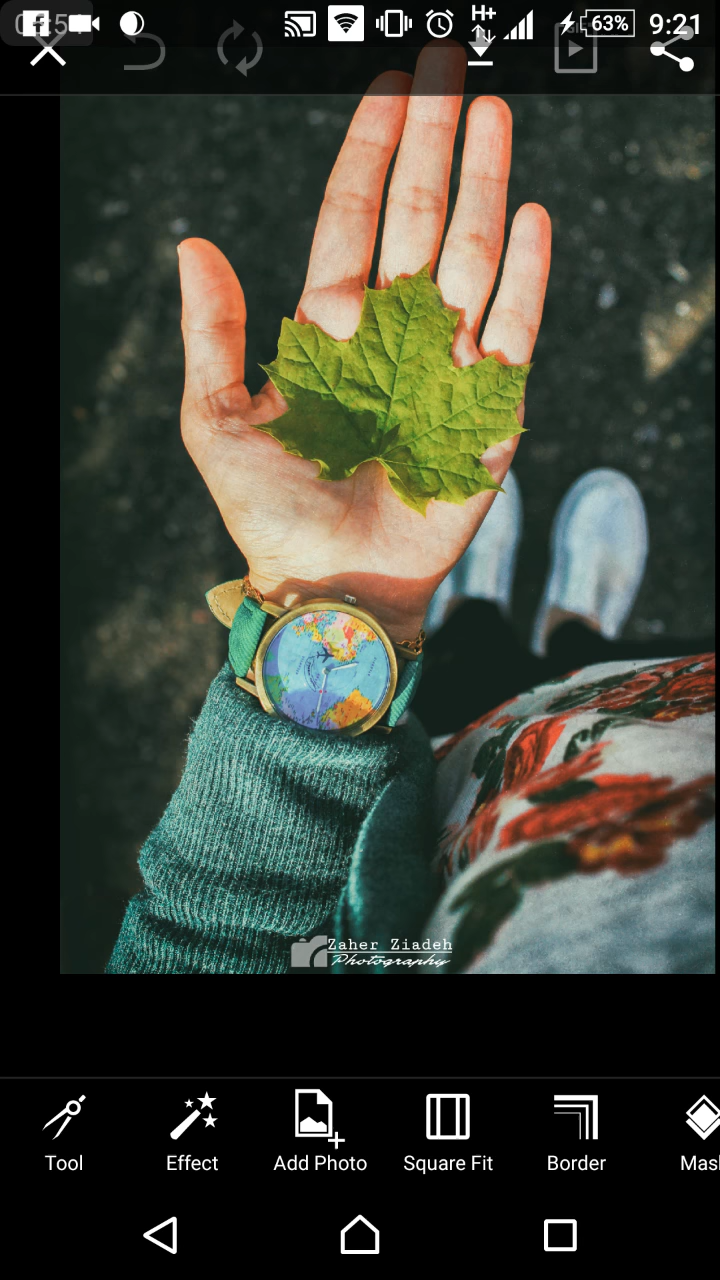 H+
63%
9:21
Zaher Ziadeh
Photography
Tool
Effect
Add Photo
Square Fit
Border